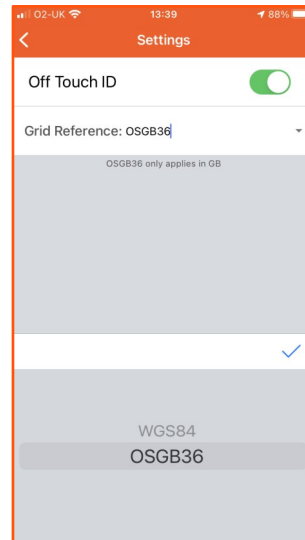 O2-UK 13:39 88%
Settings
Off Touch ID
Grid Reference: OSGB36
OSGB36 only applies in GB
WGS84
OSGB36